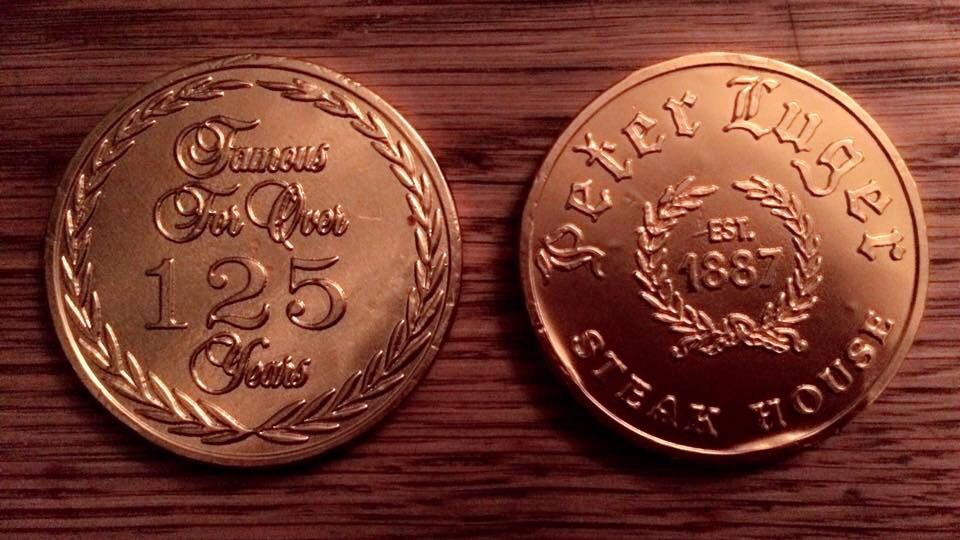 Famous
For Over
125
Years
Peter Luger
EST.
1887
STEAK HOUSE